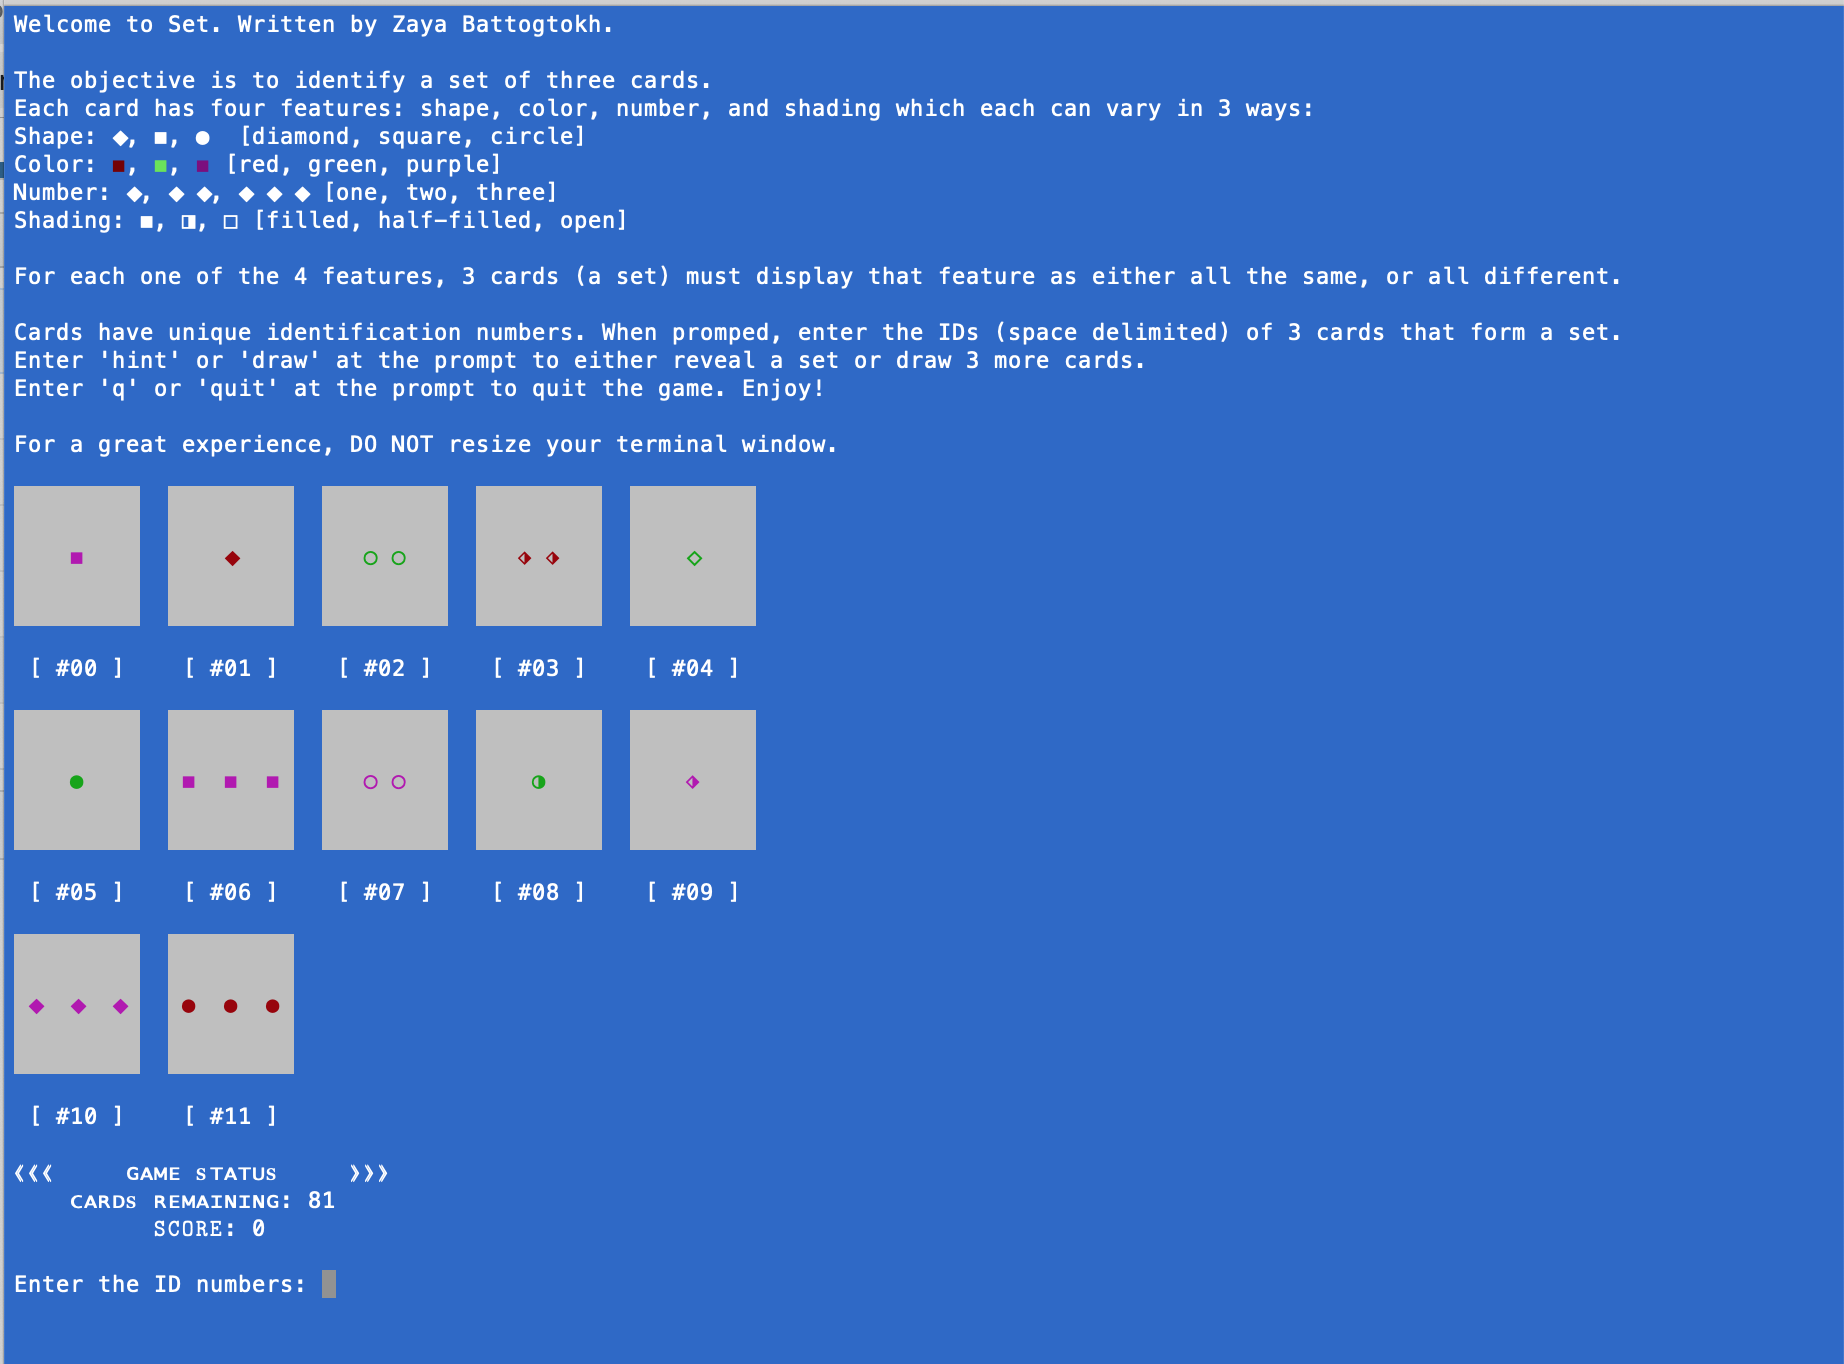 Welcome to Set. Written by Zaya Battogtokh.
The objective is to identify a set of three cards.
Each card has four features: shape, color, number, and shading which each can vary in 3 ways:
Shape: ◆, ■, ● [diamond, square, circle]
Color: ■, ■, ■ [red, green, purple]
Number: ◆, ◆ ◆, ◆ ◆ ◆ [one, two, three]
Shading: ■, ◨, □ [filled, half-filled, open]
For each one of the 4 features, 3 cards (a set) must display that feature as either all the same, or all different.
Cards have unique identification numbers. When promped, enter the IDs (space delimited) of 3 cards that form a set.
Enter 'hint' or 'draw' at the prompt to either reveal a set or draw 3 more cards.
Enter 'q' or 'quit' at the prompt to quit the game. Enjoy!
For a great experience, DO NOT resize your terminal window.
[ #00 ] [ #01 ] [ #02 ] [ #03 ] [ #04 ]
[ #05 ] [ #06 ] [ #07 ] [ #08 ] [ #09 ]
[ #10 ] [ #11 ]
⟪⟨ GAME STATUS ⟩⟫
CARDS REMAINING: 81
SCORE: 0
Enter the ID numbers: